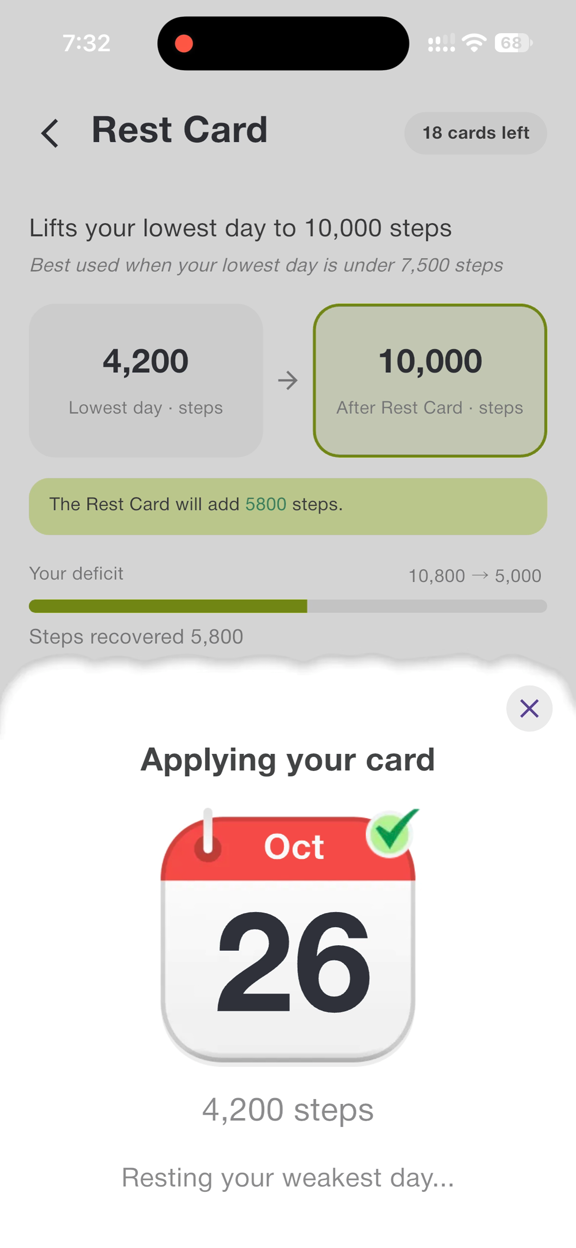 7:32
68
Rest Card
18 cards left
Lifts your lowest day to 10,000 steps
Best used when your lowest day is under 7,500 steps
4,200
Lowest day · steps
→
10,000
After Rest Card · steps
The Rest Card will add 5800 steps.
Your deficit
10,800 → 5,000
Steps recovered 5,800
Applying your card
Oct
26
4,200 steps
Resting your weakest day...